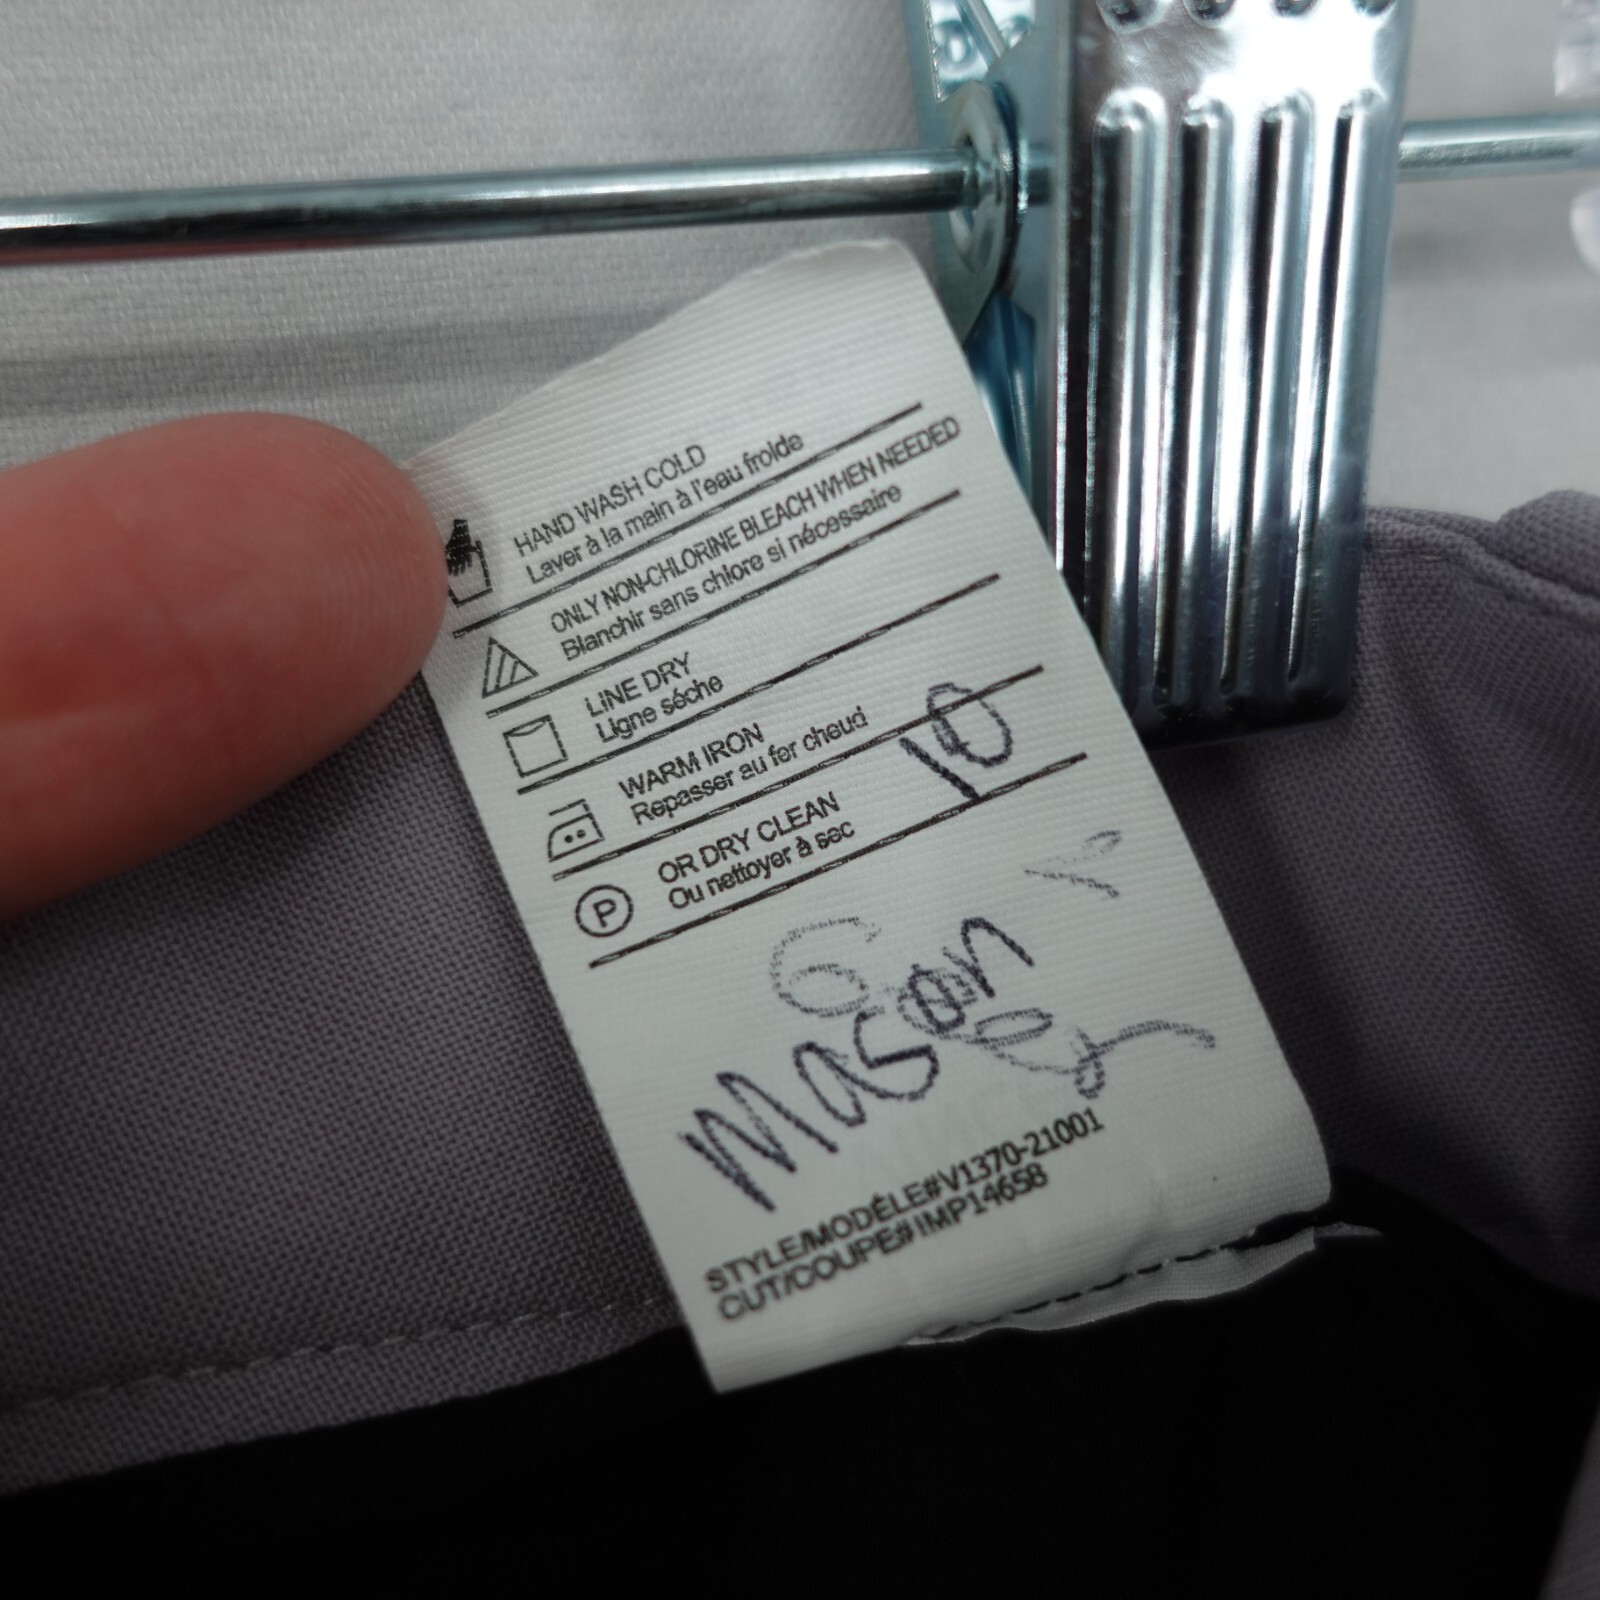 HAND WASH COLD
Laver à la main à l'eau froide
ONLY NON-CHLORINE BLEACH WHEN NEEDED
Blanchir sans chlore si nécessaire
LINE DRY
Ligne séche
WARM IRON
Repasser au fer chaud
10
OR DRY CLEAN
Ou nettoyer à sec
P
Mason
STYLE/MODÉLE#V1370-21001
CUT/COUPE#IMP14658